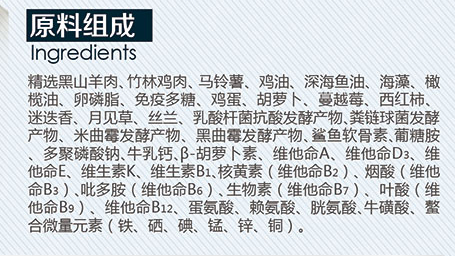 原料组成
Ingredients
精选黑山羊肉、竹林鸡肉、马铃薯、鸡油、深海鱼油、海藻、橄
榄油、卵磷脂、免疫多糖、鸡蛋、胡萝卜、蔓越莓、西红柿、
迷迭香、月见草、丝兰、乳酸杆菌抗酸发酵产物、粪链球菌发酵
产物、米曲霉发酵产物、黑曲霉发酵产物、鲨鱼软骨素、葡糖胺
、多聚磷酸钠、牛乳钙、β-胡萝卜素、维他命A、维他命D3、维
他命E、维生素K、维生素B1、核黄素（维他命B2）、烟酸（维他
命B3）、吡多胺（维他命B6）、生物素（维他命B7）、叶酸（维他
命B9）、维他命B12、蛋氨酸、赖氨酸、胱氨酸、牛磺酸、螯
合微量元素（铁、硒、碘、锰、锌、铜）。